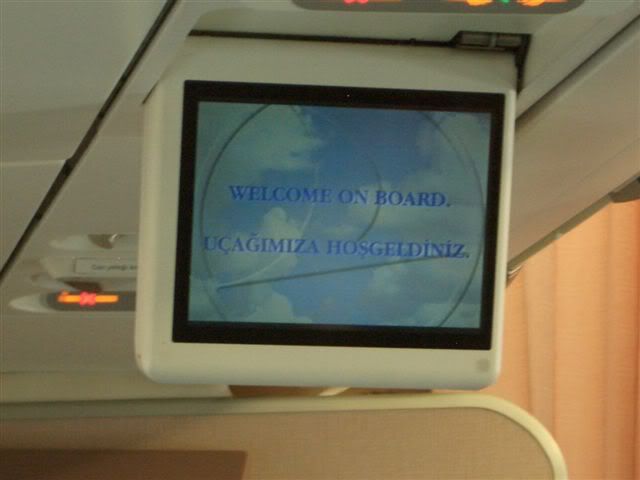 WELCOME ON BOARD.
UÇAĞIMIZA HOŞGELDİNİZ.